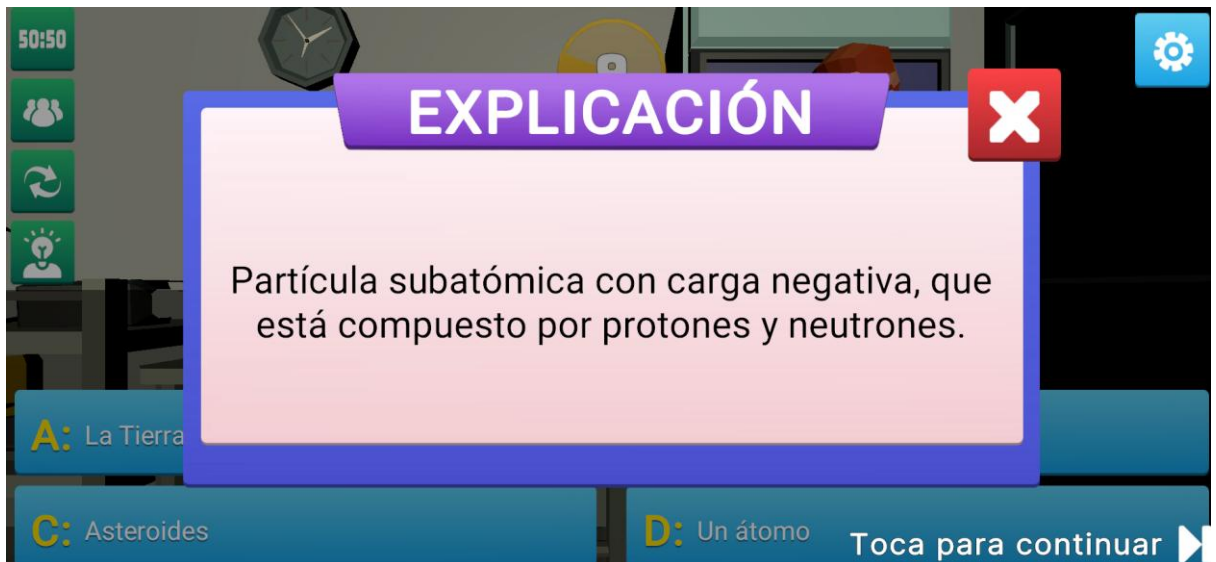 50:50
EXPLICACIÓN
Partícula subatómica con carga negativa, que
está compuesto por protones y neutrones.
A: La Tierra
C: Asteroides
D: Un átomo
Toca para continuar